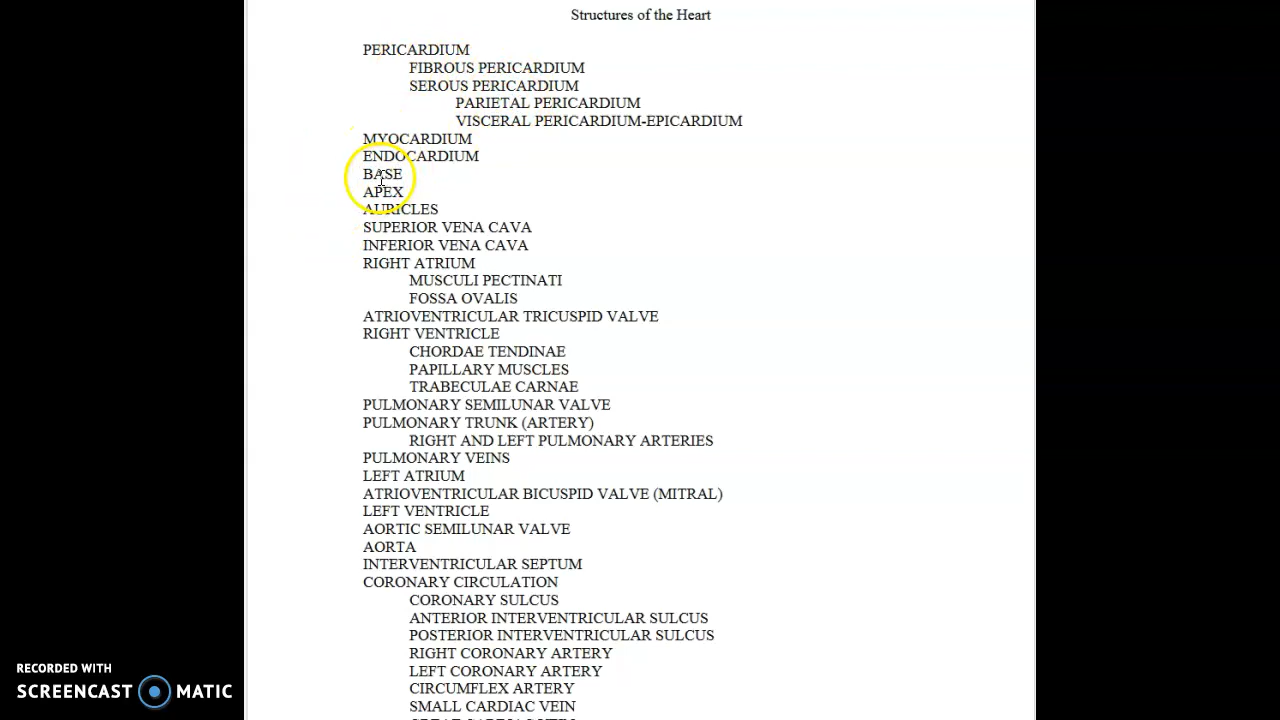 Structures of the Heart
PERICARDIUM
FIBROUS PERICARDIUM
SEROUS PERICARDIUM
PARIETAL PERICARDIUM
VISCERAL PERICARDIUM-EPICARDIUM
MYOCARDIUM
ENDOCARDIUM
BASE
APEX
AURICLES
SUPERIOR VENA CAVA
INFERIOR VENA CAVA
RIGHT ATRIUM
MUSCULI PECTINATI
FOSSA OVALIS
ATRIOVENTRICULAR TRICUSPID VALVE
RIGHT VENTRICLE
CHORDAE TENDINAE
PAPILLARY MUSCLES
TRABECULAE CARNAE
PULMONARY SEMILUNAR VALVE
PULMONARY TRUNK (ARTERY)
RIGHT AND LEFT PULMONARY ARTERIES
PULMONARY VEINS
LEFT ATRIUM
ATRIOVENTRICULAR BICUSPID VALVE (MITRAL)
LEFT VENTRICLE
AORTIC SEMILUNAR VALVE
AORTA
INTERVENTRICULAR SEPTUM
CORONARY CIRCULATION
CORONARY SULCUS
ANTERIOR INTERVENTRICULAR SULCUS
POSTERIOR INTERVENTRICULAR SULCUS
RIGHT CORONARY ARTERY
LEFT CORONARY ARTERY
CIRCUMFLEX ARTERY
SMALL CARDIAC VEIN
RECORDED WITH
SCREENCAST MATIC